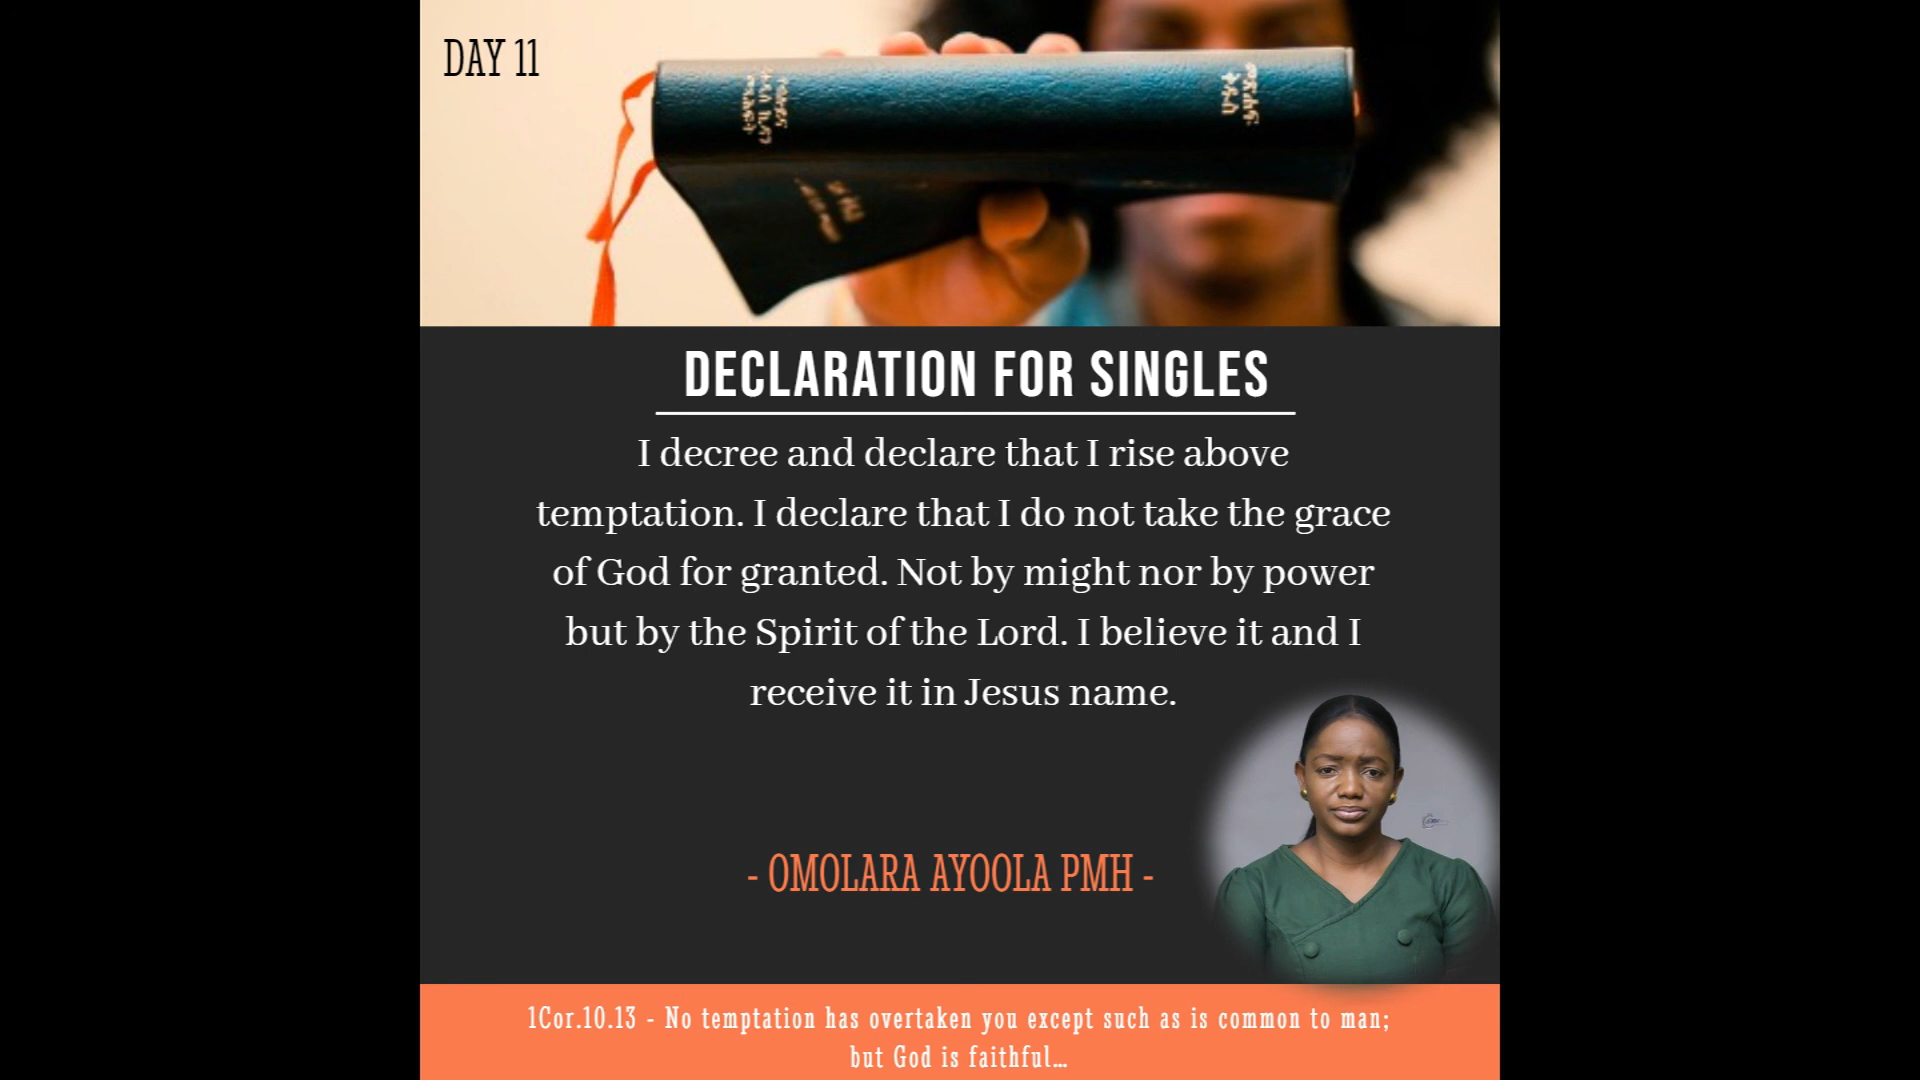 DAY 11
DECLARATION FOR SINGLES
I decree and declare that I rise above
temptation. I declare that I do not take the grace
of God for granted. Not by might nor by power
but by the Spirit of the Lord. I believe it and I
receive it in Jesus name.
- OMOLARA AYOOLA PMH -
1Cor.10.13 - No temptation has overtaken you except such as is common to man;
but God is faithful...